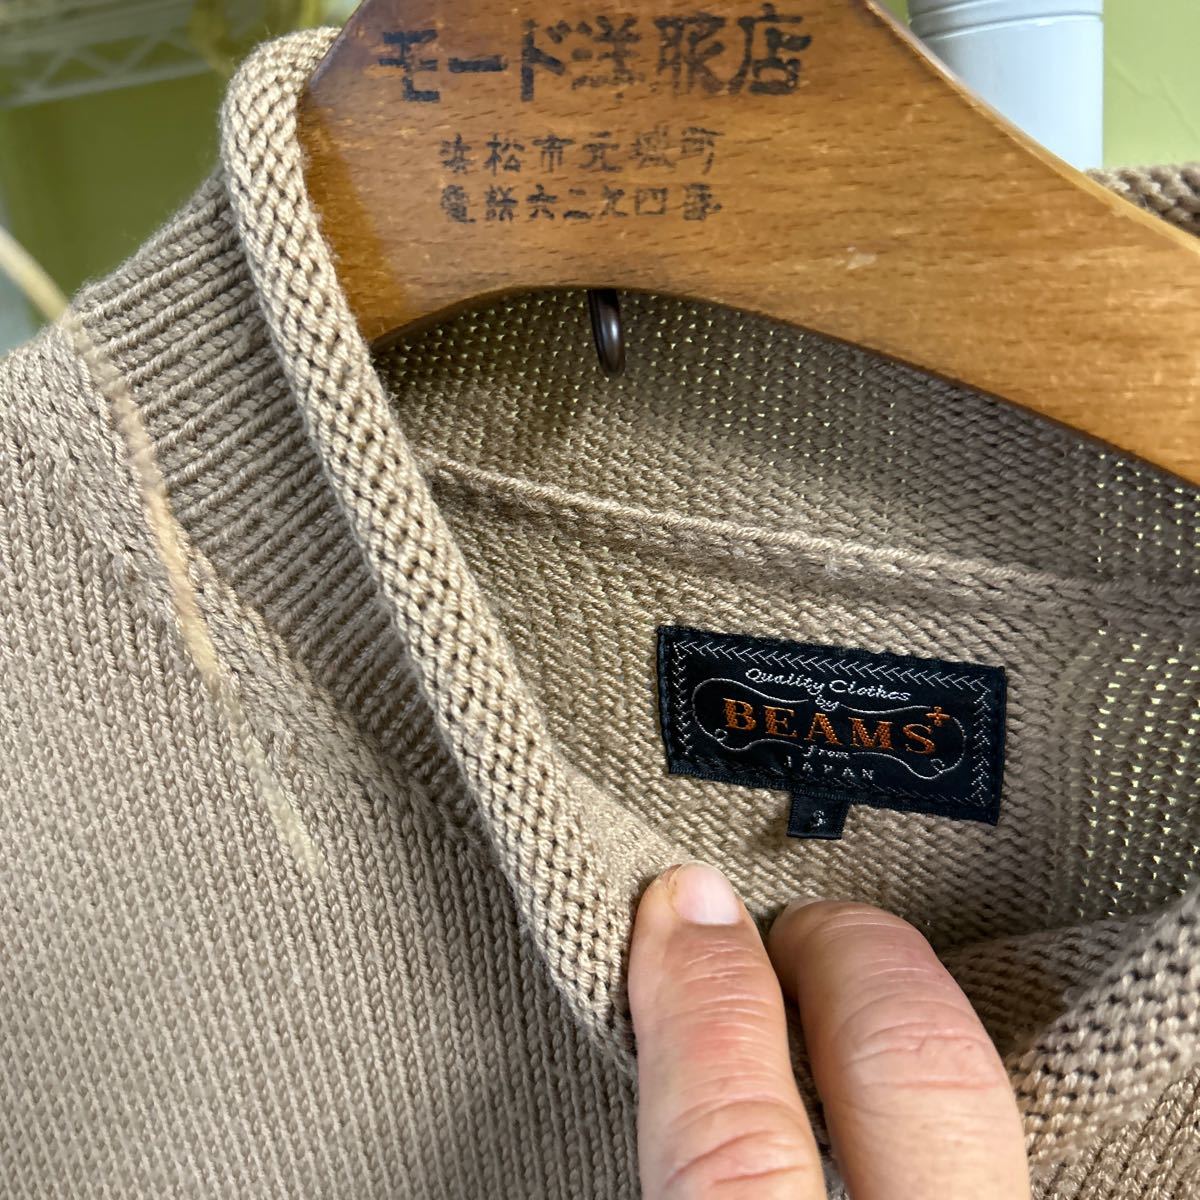 モード洋服店
浜松市元城町
電話六二九四番
Quality Clothes
by
BEAMS+
from
JAPAN
S